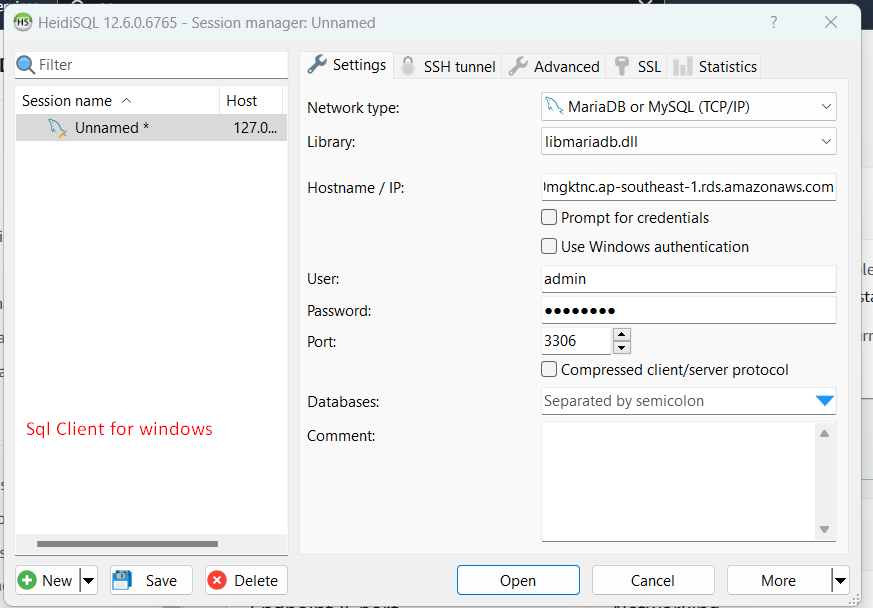 HeidiSQL 12.6.0.6765 - Session manager: Unnamed
Filter
Session name
Host
Unnamed *
127.0...
Sql Client for windows
New
Save
Delete
Settings
SSH tunnel
Advanced
SSL
Statistics
Network type:
MariaDB or MySQL (TCP/IP)
Library:
libmariadb.dll
Hostname / IP:
mgktnc.ap-southeast-1.rds.amazonaws.com
Prompt for credentials
Use Windows authentication
User:
admin
Password:
●●●●●●●●
Port:
3306
Compressed client/server protocol
Databases:
Separated by semicolon
Comment:
Open
Cancel
More